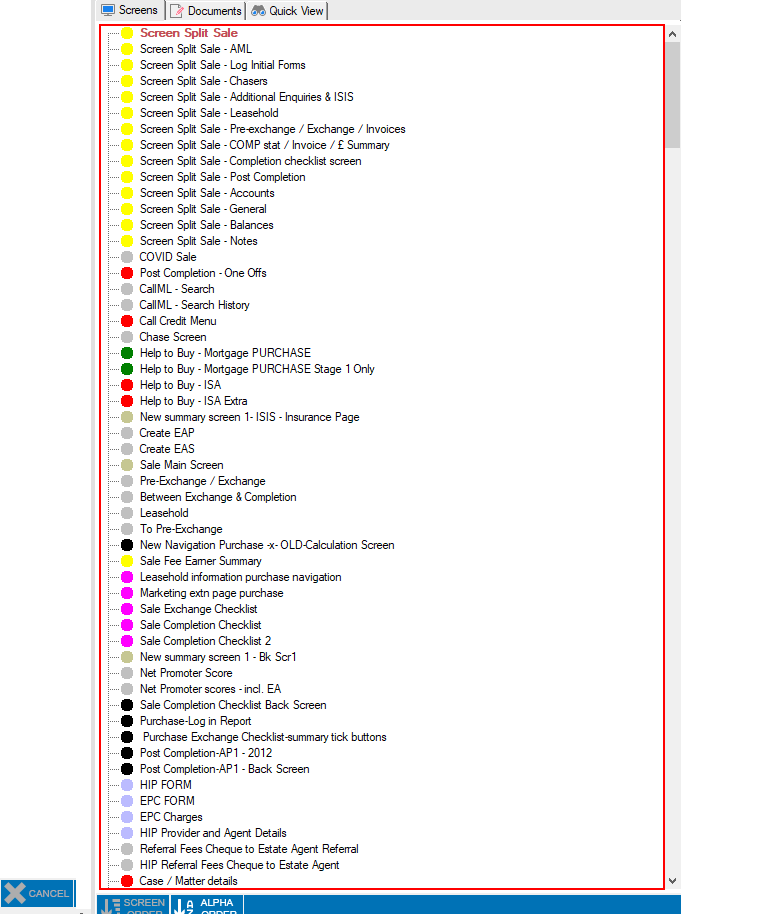 Screens Documents Quick View
Screen Split Sale
Screen Split Sale - AML
Screen Split Sale - Log Initial Forms
Screen Split Sale - Chasers
Screen Split Sale - Additional Enquiries & ISIS
Screen Split Sale - Leasehold
Screen Split Sale - Pre-exchange / Exchange / Invoices
Screen Split Sale - COMP stat / Invoice / £ Summary
Screen Split Sale - Completion checklist screen
Screen Split Sale - Post Completion
Screen Split Sale - Accounts
Screen Split Sale - General
Screen Split Sale - Balances
Screen Split Sale - Notes
COVID Sale
Post Completion - One Offs
CallML - Search
CallML - Search History
Call Credit Menu
Chase Screen
Help to Buy - Mortgage PURCHASE
Help to Buy - Mortgage PURCHASE Stage 1 Only
Help to Buy - ISA
Help to Buy - ISA Extra
New summary screen 1- ISIS - Insurance Page
Create EAP
Create EAS
Sale Main Screen
Pre-Exchange / Exchange
Between Exchange & Completion
Leasehold
To Pre-Exchange
New Navigation Purchase -x- OLD-Calculation Screen
Sale Fee Earner Summary
Leasehold information purchase navigation
Marketing extn page purchase
Sale Exchange Checklist
Sale Completion Checklist
Sale Completion Checklist 2
New summary screen 1 - Bk Scr1
Net Promoter Score
Net Promoter scores - incl. EA
Sale Completion Checklist Back Screen
Purchase-Log in Report
Purchase Exchange Checklist-summary tick buttons
Post Completion-AP1 - 2012
Post Completion-AP1 - Back Screen
HIP FORM
EPC FORM
EPC Charges
HIP Provider and Agent Details
Referral Fees Cheque to Estate Agent Referral
HIP Referral Fees Cheque to Estate Agent
Case / Matter details
CANCEL
SCREEN ORDER
ALPHA ORDER